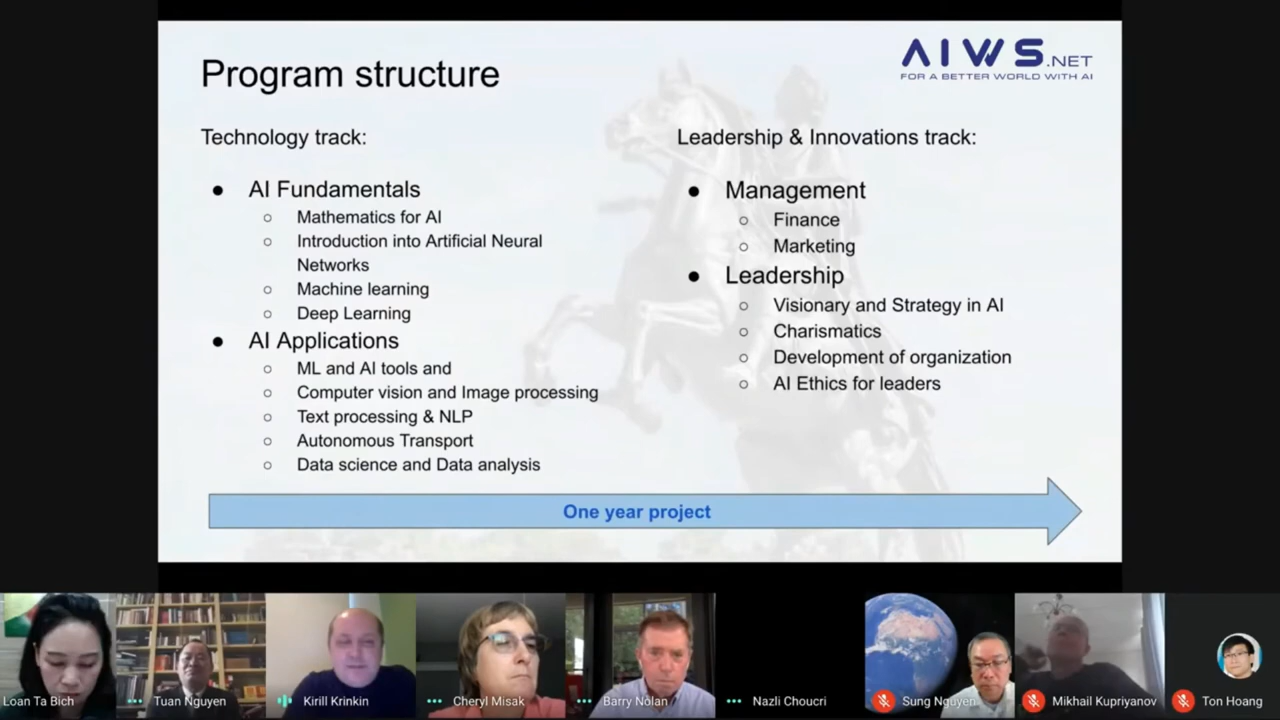 AIWS.NET
FOR A BETTER WORLD WITH AI
Program structure
Technology track:
● AI Fundamentals
○ Mathematics for AI
○ Introduction into Artificial Neural
Networks
○ Machine learning
○ Deep Learning
● AI Applications
○ ML and AI tools and
○ Computer vision and Image processing
○ Text processing & NLP
○ Autonomous Transport
○ Data science and Data analysis
Leadership & Innovations track:
● Management
○ Finance
○ Marketing
● Leadership
○ Visionary and Strategy in AI
○ Charismatics
○ Development of organization
○ AI Ethics for leaders
One year project
Loan Ta Bich
Tuan Nguyen
Kirill Krinkin
Cheryl Misak
Barry Nolan
Nazli Choucri
Sung Nguyen
Mikhail Kupriyanov
Ton Hoang